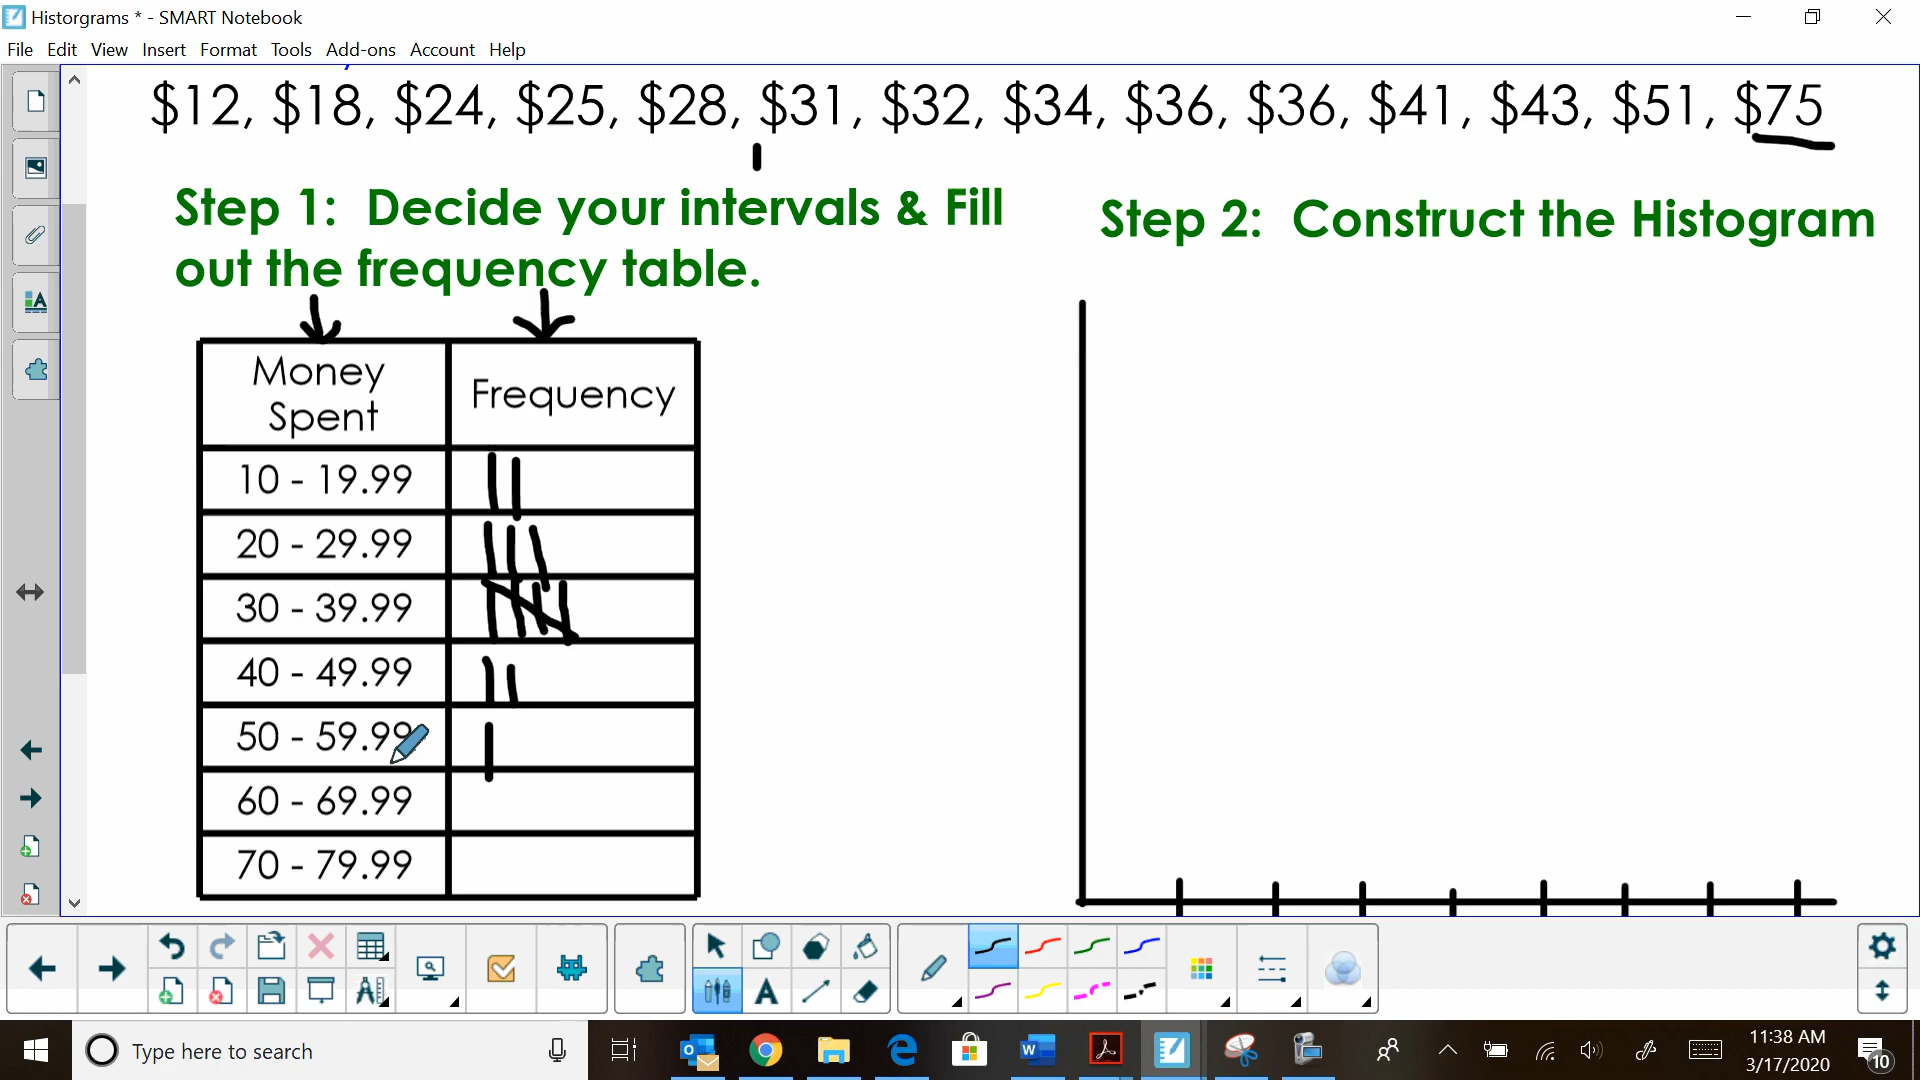 Historgrams * - SMART Notebook
File Edit View Insert Format Tools Add-ons Account Help
$12, $18, $24, $25, $28, $31, $32, $34, $36, $36, $41, $43, $51, $75
Step 1: Decide your intervals & Fill
out the frequency table.
Step 2: Construct the Histogram
Money
Spent
Frequency
10 - 19.99
20 - 29.99
30 - 39.99
40 - 49.99
50 - 59.99
60 - 69.99
70 - 79.99
Type here to search
11:38 AM
3/17/2020
10